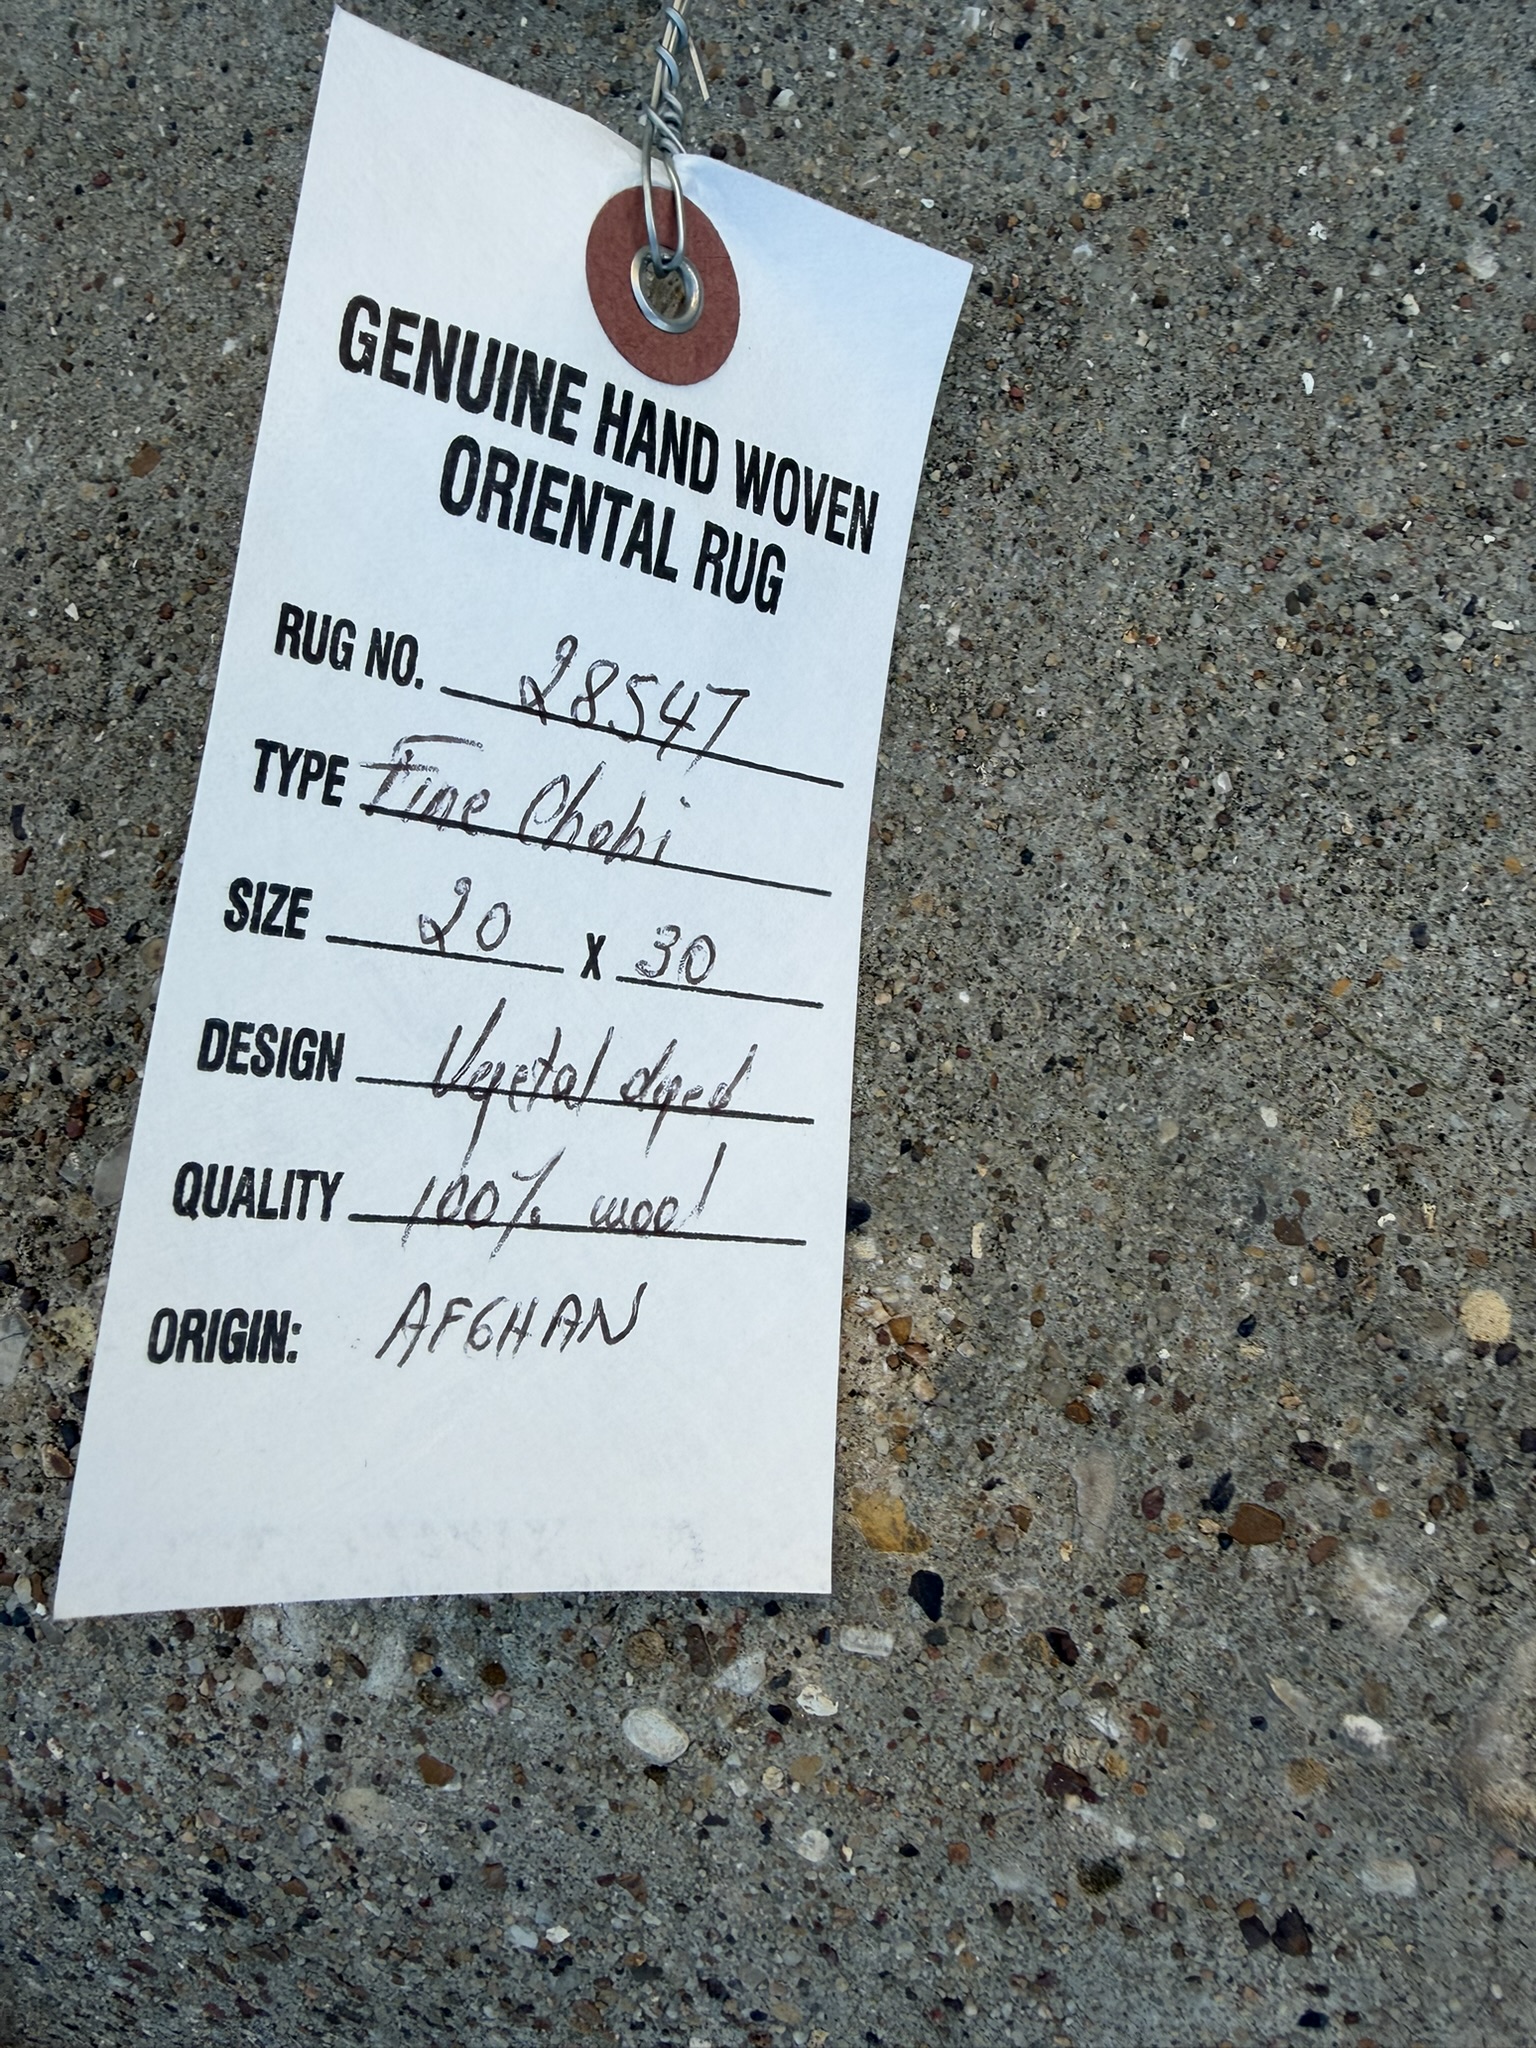 GENUINE HAND WOVEN
ORIENTAL RUG
RUG NO. 28547
TYPE Fine Chobi
SIZE 20 X 30
DESIGN Vegetal dyed
QUALITY 100% wool
ORIGIN: AFGHAN